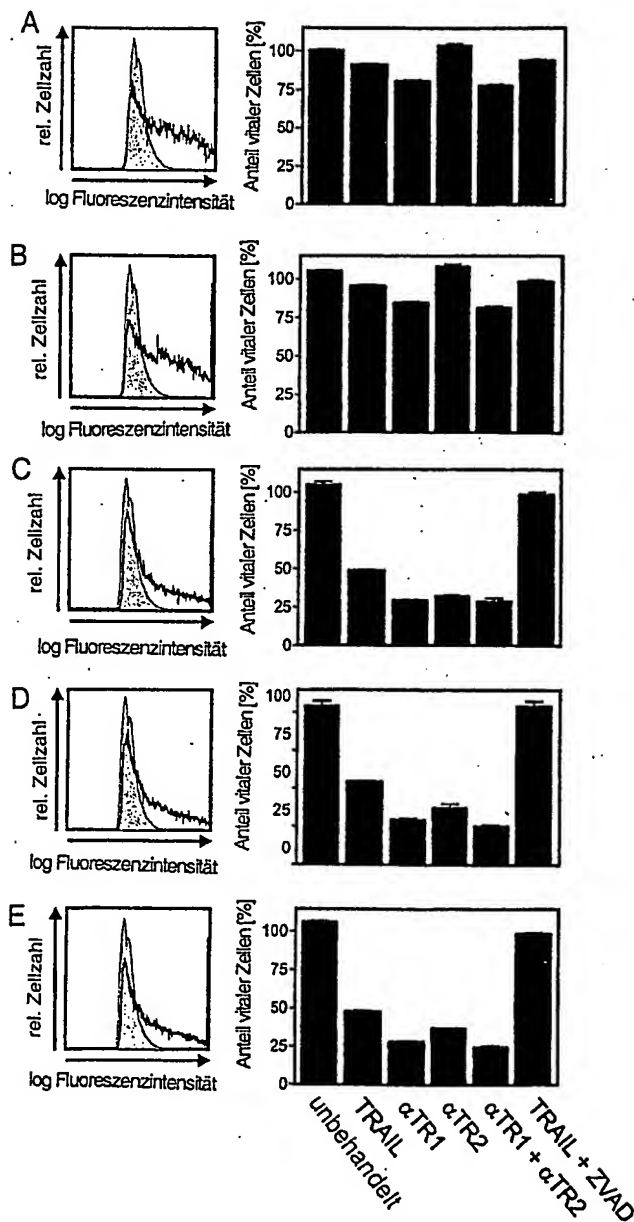 A
rel. Zellzahl
log Fluoreszenzintensität
Anteil vitaler Zellen [%]
100
75
50
25
0
B
rel. Zellzahl
log Fluoreszenzintensität
Anteil vitaler Zellen [%]
100
75
50
25
0
C
rel. Zellzahl
log Fluoreszenzintensität
Anteil vitaler Zellen [%]
100
75
50
25
0
D
rel. Zellzahl
log Fluoreszenzintensität
Anteil vitaler Zellen [%]
100
75
50
25
0
E
rel. Zellzahl
log Fluoreszenzintensität
Anteil vitaler Zellen [%]
100
75
50
25
0
unbehandelt
TRAIL
αTR1
αTR2
αTR1 + αTR2
TRAIL + ZVAD